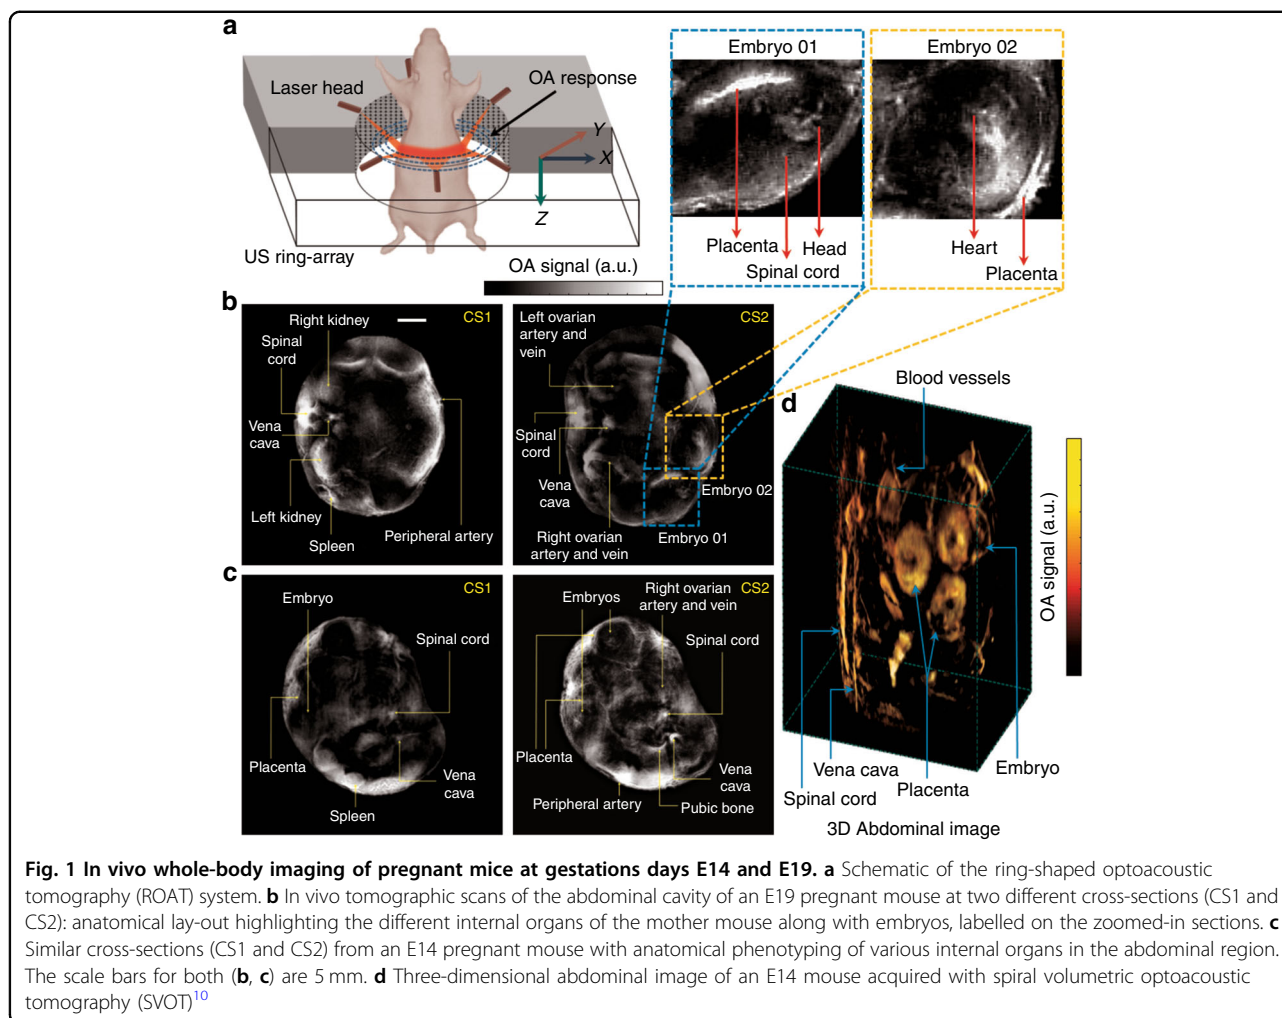 a
Laser head
OA response
Y
X
Z
US ring-array
OA signal (a.u.)
Embryo 01
Placenta
Head
Spinal cord
Embryo 02
Heart
Placenta
b
CS1
Right kidney
Spinal
cord
Vena
cava
Left kidney
Spleen
Peripheral artery
CS2
Left ovarian
artery and
vein
Spinal
cord
Vena
cava
Right ovarian
artery and vein
Embryo 01
Embryo 02
c
CS1
Embryo
Spinal cord
Placenta
Vena
cava
Spleen
CS2
Embryos
Right ovarian
artery and vein
Spinal cord
Placenta
Peripheral artery
Vena
cava
Pubic bone
d
Blood vessels
OA signal (a.u.)
Vena cava
Spinal cord
Placenta
Embryo
3D Abdominal image
Fig. 1 In vivo whole-body imaging of pregnant mice at gestations days E14 and E19. a Schematic of the ring-shaped optoacoustic
tomography (ROAT) system. b In vivo tomographic scans of the abdominal cavity of an E19 pregnant mouse at two different cross-sections (CS1 and
CS2): anatomical lay-out highlighting the different internal organs of the mother mouse along with embryos, labelled on the zoomed-in sections. c
Similar cross-sections (CS1 and CS2) from an E14 pregnant mouse with anatomical phenotyping of various internal organs in the abdominal region.
The scale bars for both (b, c) are 5 mm. d Three-dimensional abdominal image of an E14 mouse acquired with spiral volumetric optoacoustic
tomography (SVOT)10